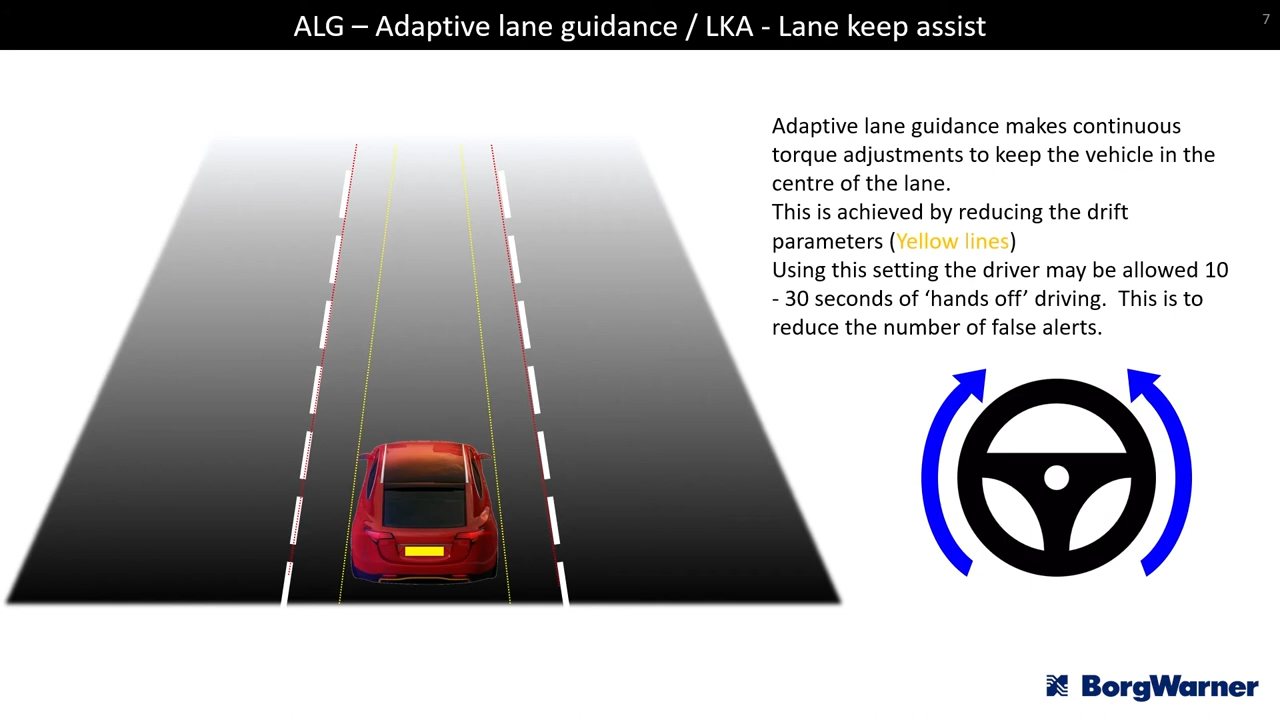 ALG – Adaptive lane guidance / LKA - Lane keep assist
7
Adaptive lane guidance makes continuous
torque adjustments to keep the vehicle in the
centre of the lane.
This is achieved by reducing the drift
parameters (Yellow lines)
Using this setting the driver may be allowed 10
- 30 seconds of ‘hands off’ driving.  This is to
reduce the number of false alerts.
BorgWarner